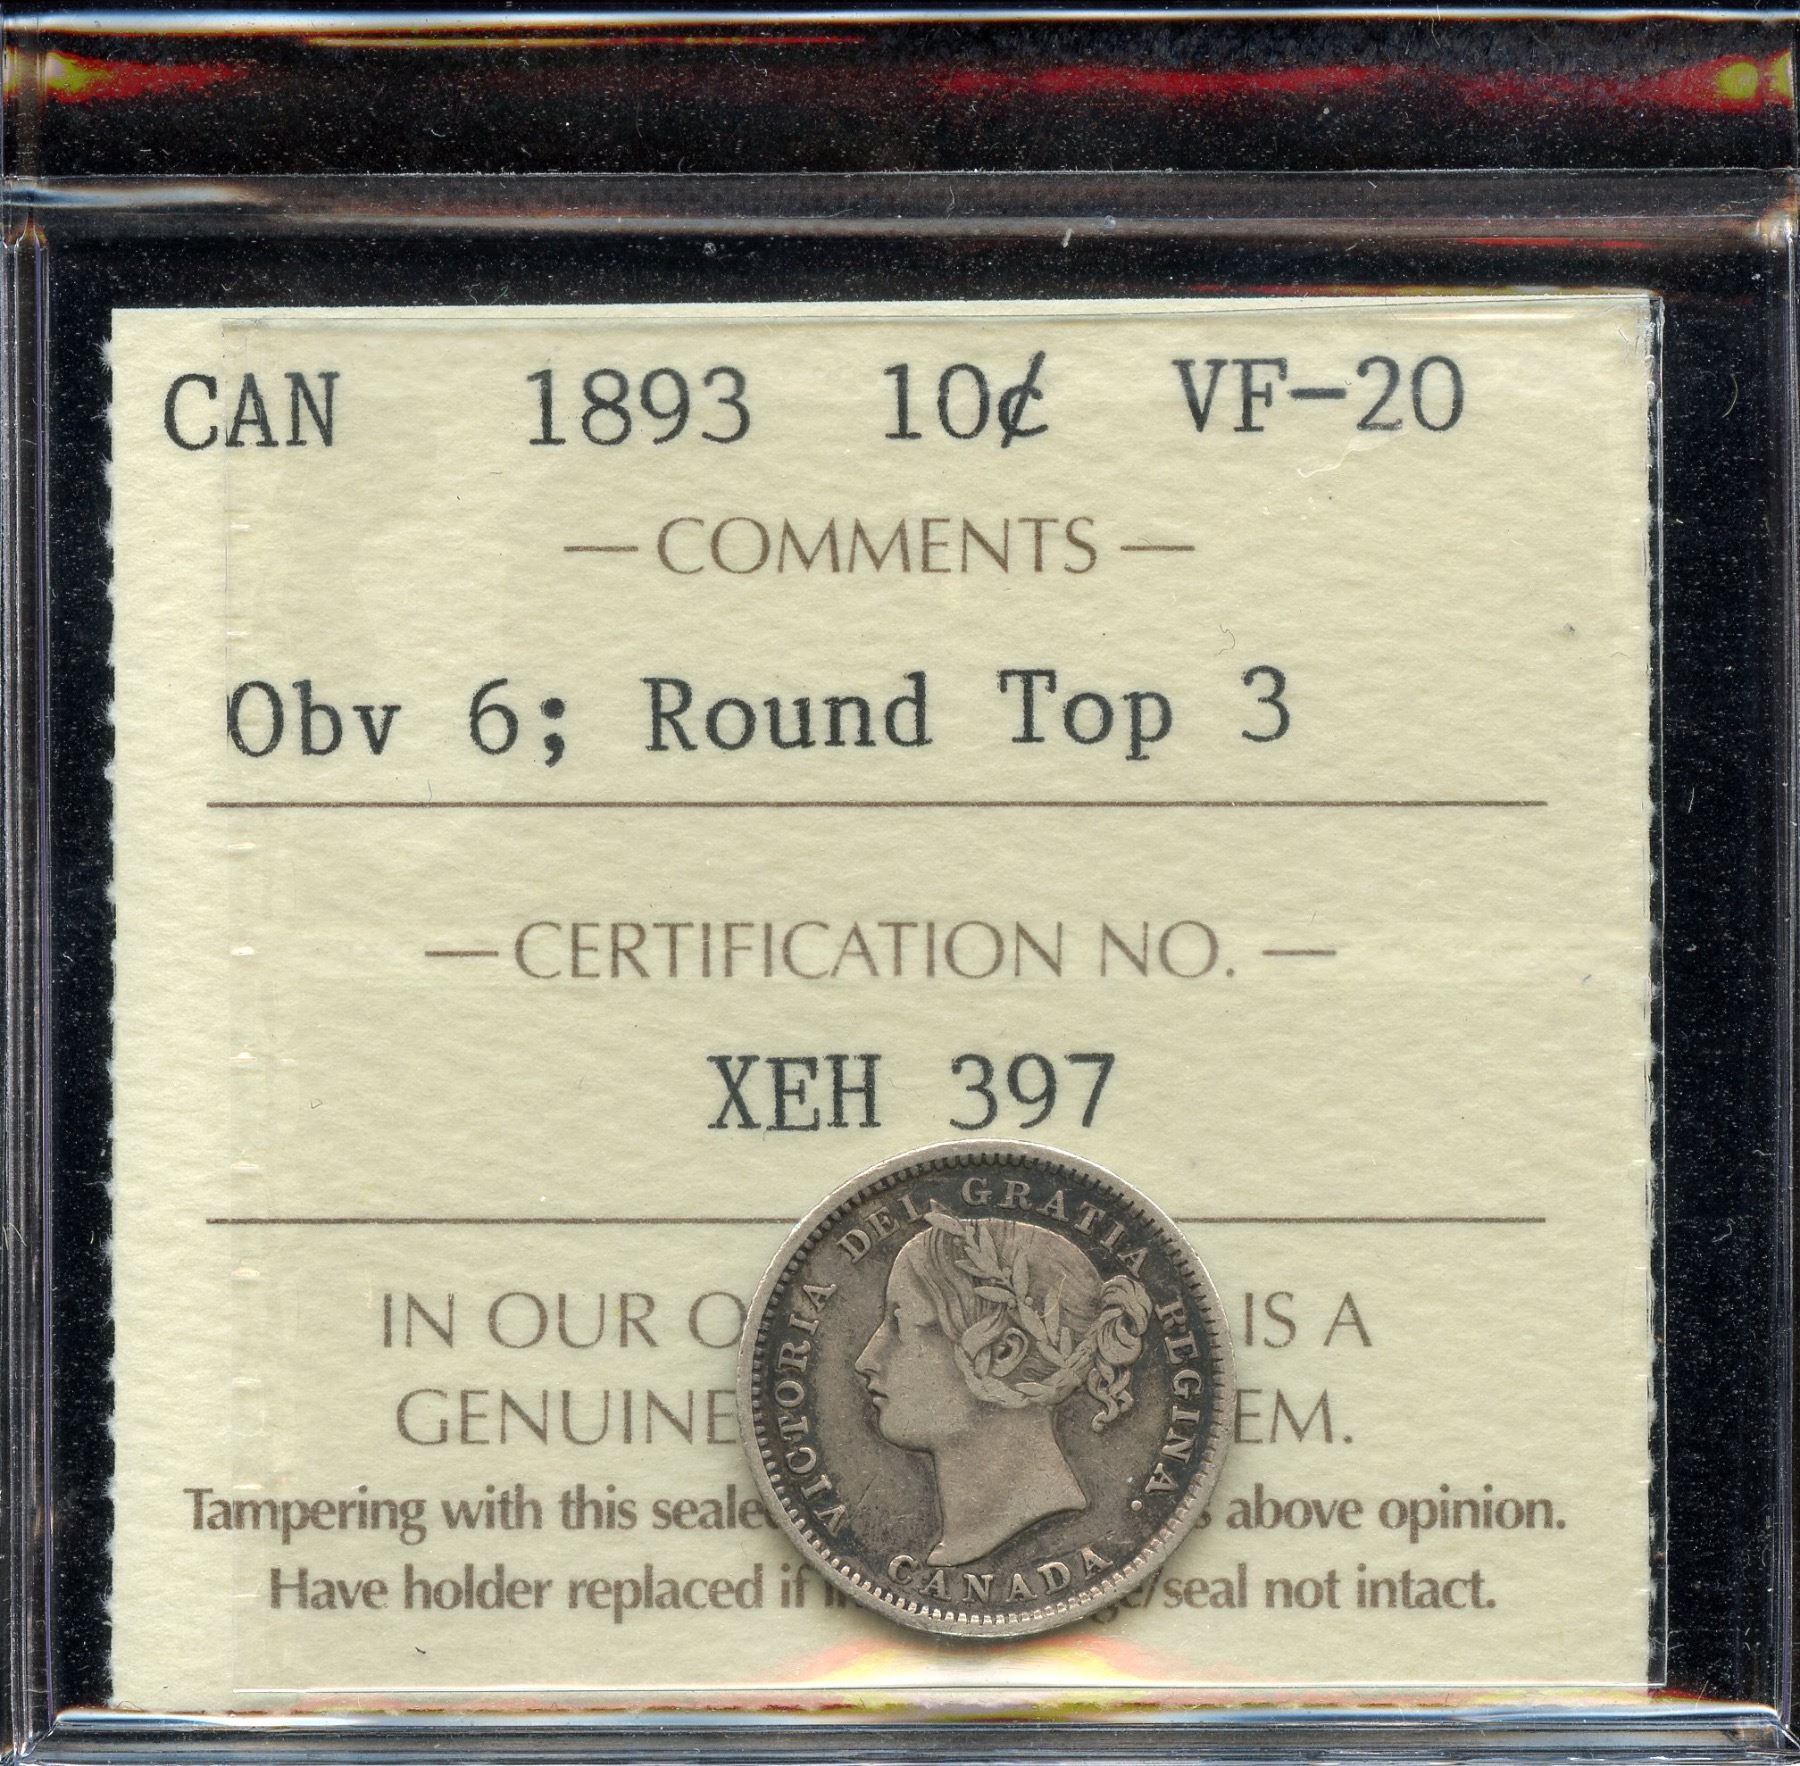 CAN 1893 10¢ VF-20
— COMMENTS —
Obv 6; Round Top 3
— CERTIFICATION NO. —
XEH 397
IN OUR O IS A
GENUINE EM.
Tampering with this seale above opinion.
Have holder replaced if /seal not intact.
VICTORIA DEI GRATIA REGINA.
CANADA